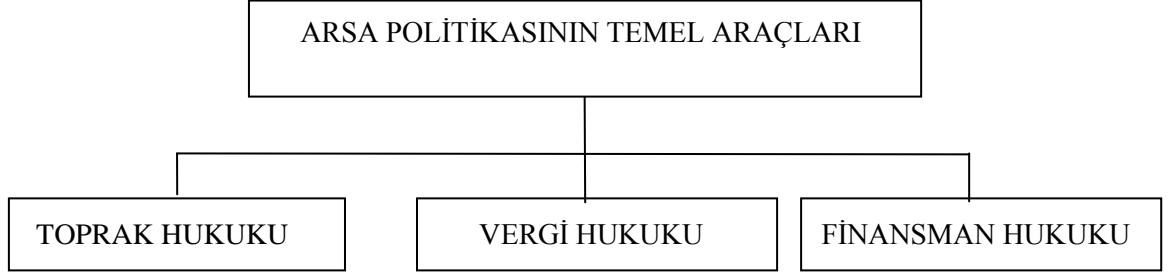 ARSA POLİTİKASININ TEMEL ARAÇLARI
TOPRAK HUKUKU
VERGİ HUKUKU
FİNANSMAN HUKUKU